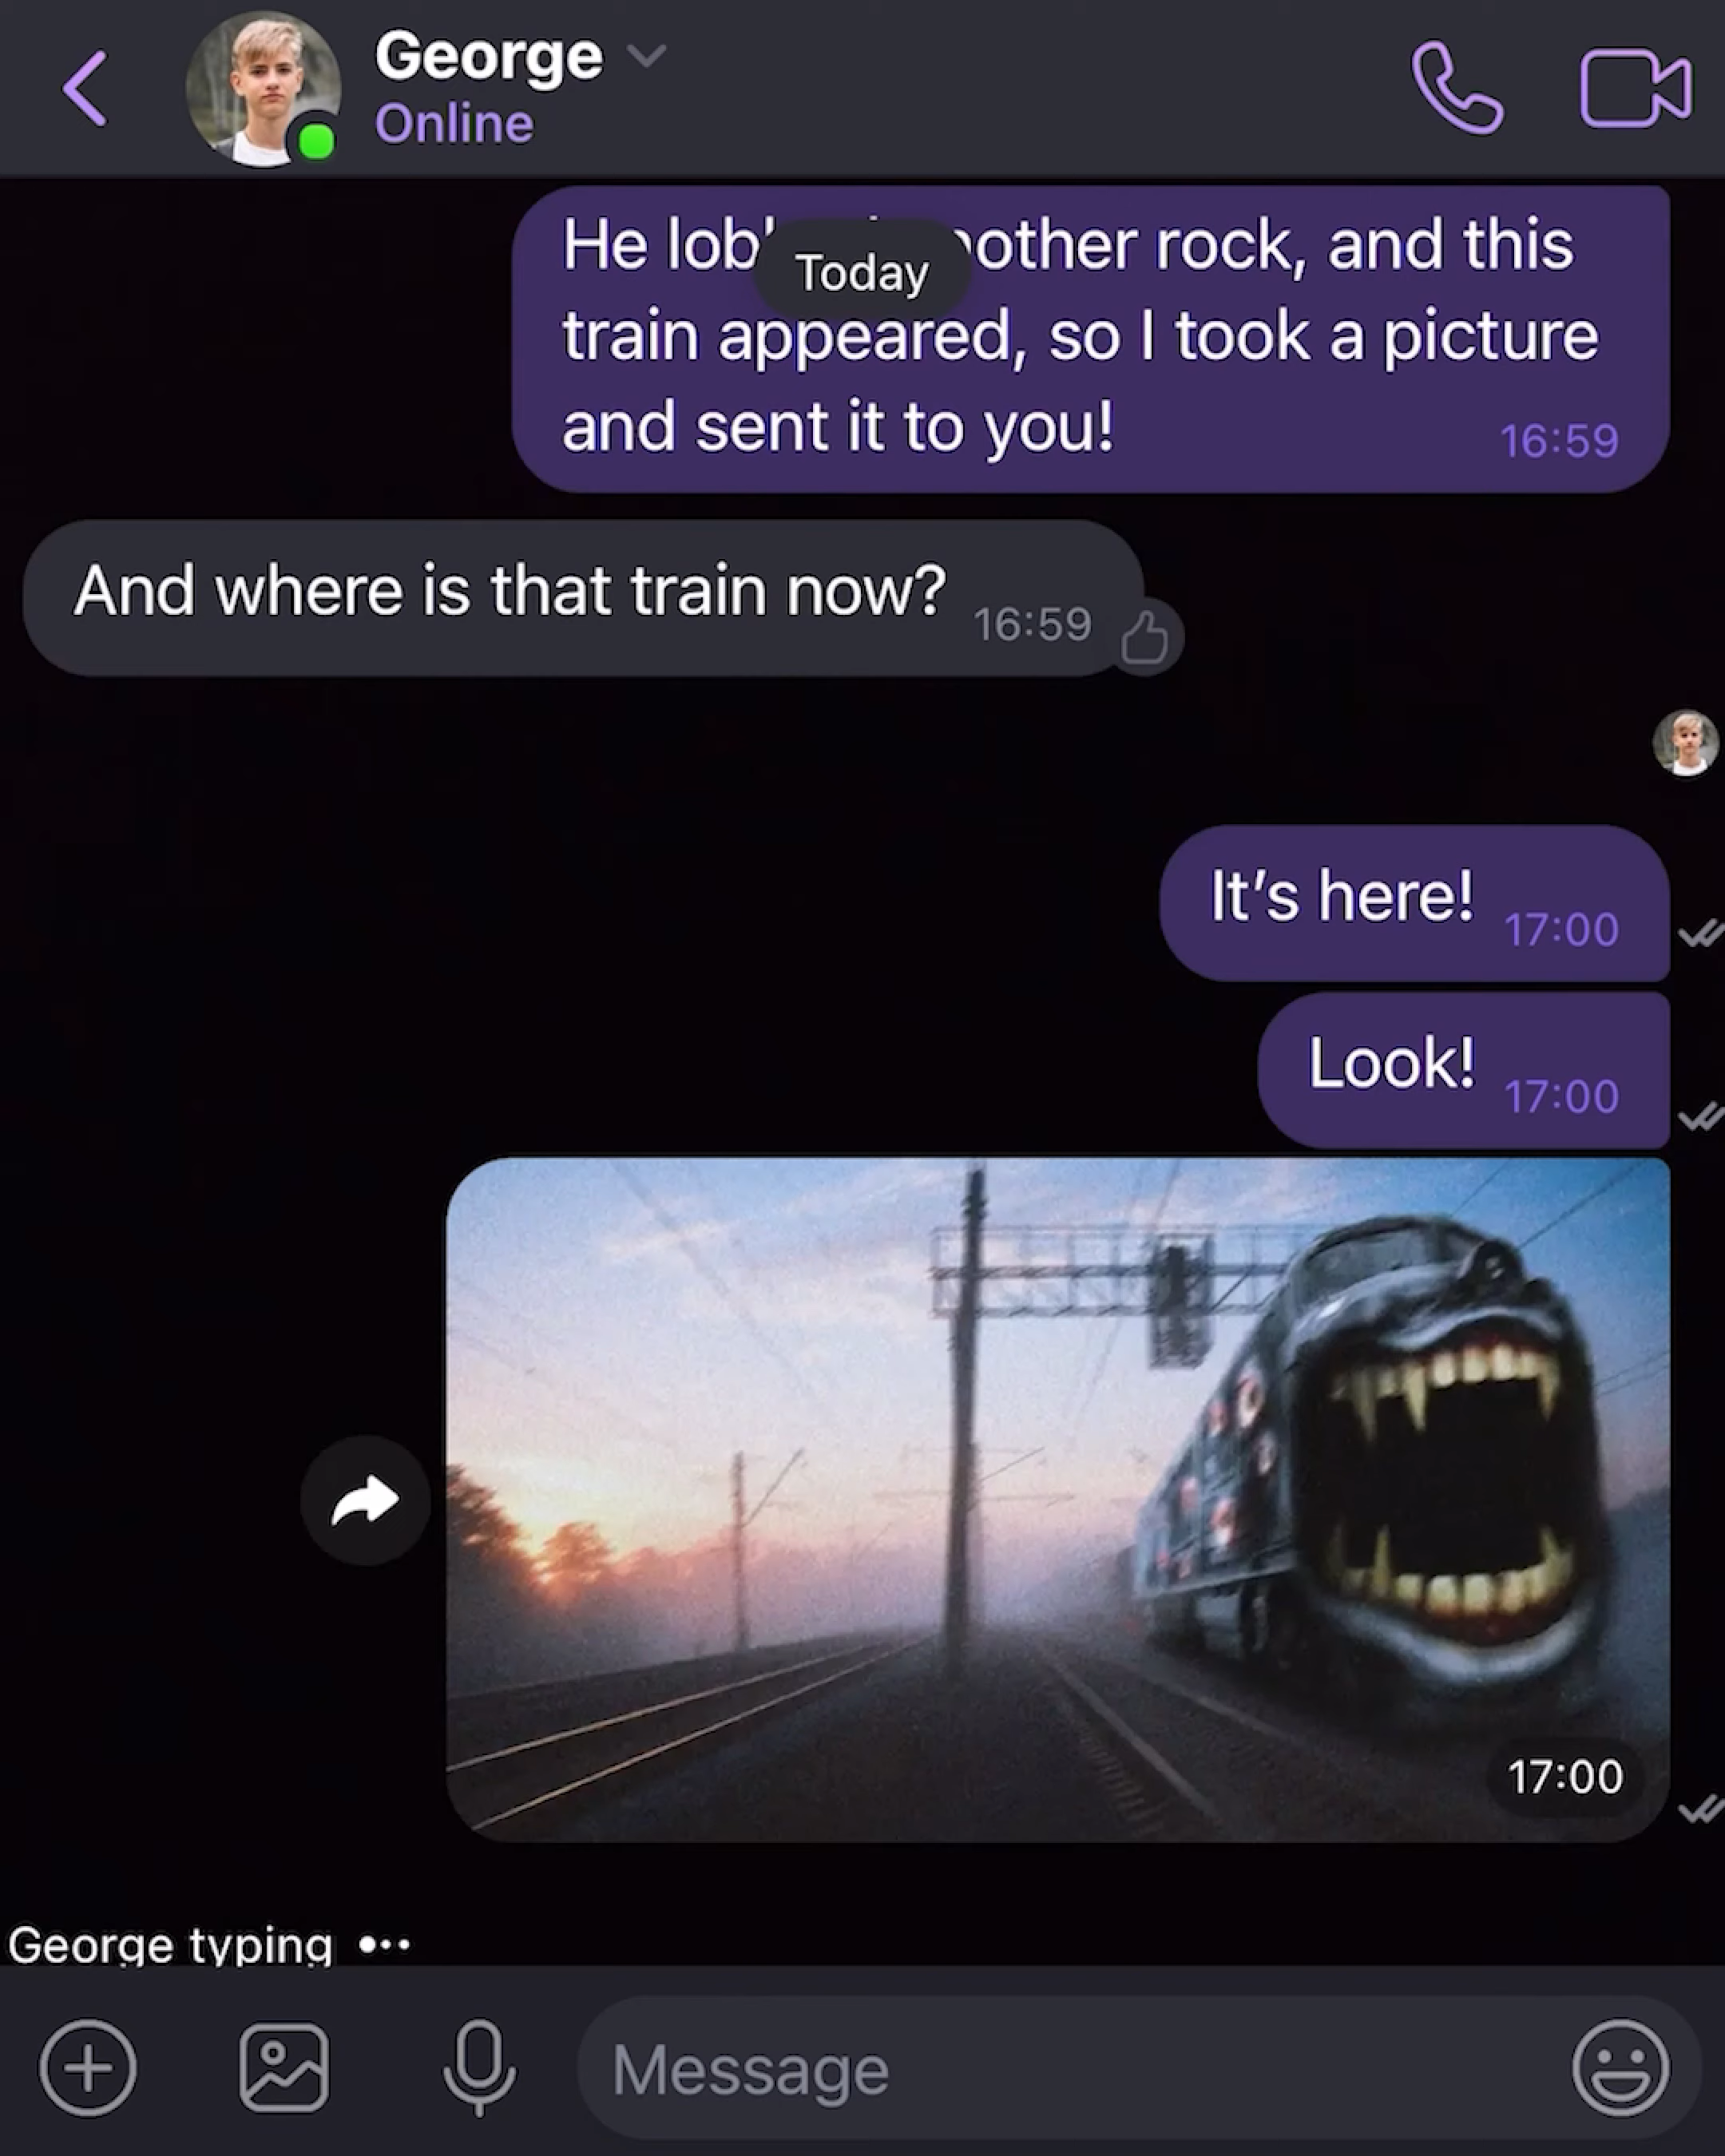 George
Online
He other rock, and this
Today
train appeared, so I took a picture
and sent it to you!
16:59
And where is that train now?
16:59
It's here!
17:00
Look!
17:00
17:00
George typing
Message